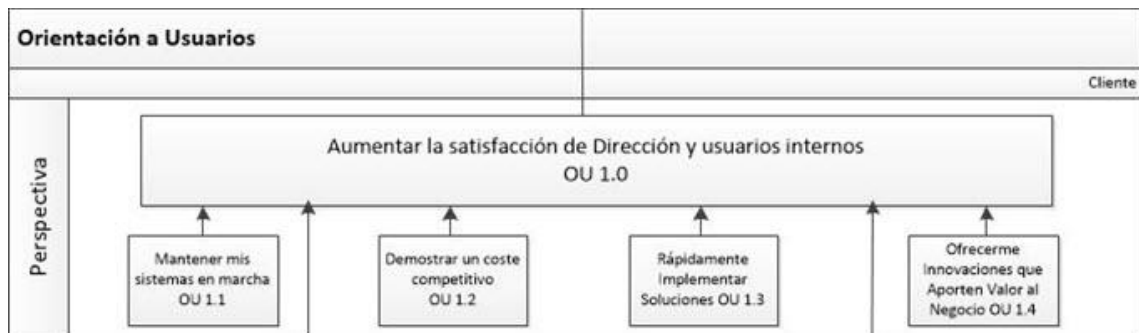 Orientación a Usuarios
Cliente
Perspectiva
Aumentar la satisfacción de Dirección y usuarios internos
OU 1.0
Mantener mis
sistemas en marcha
OU 1.1
Demostrar un coste
competitivo
OU 1.2
Rápidamente
Implementar
Soluciones OU 1.3
Ofrecerme
Innovaciones que
Aporten Valor al
Negocio OU 1.4